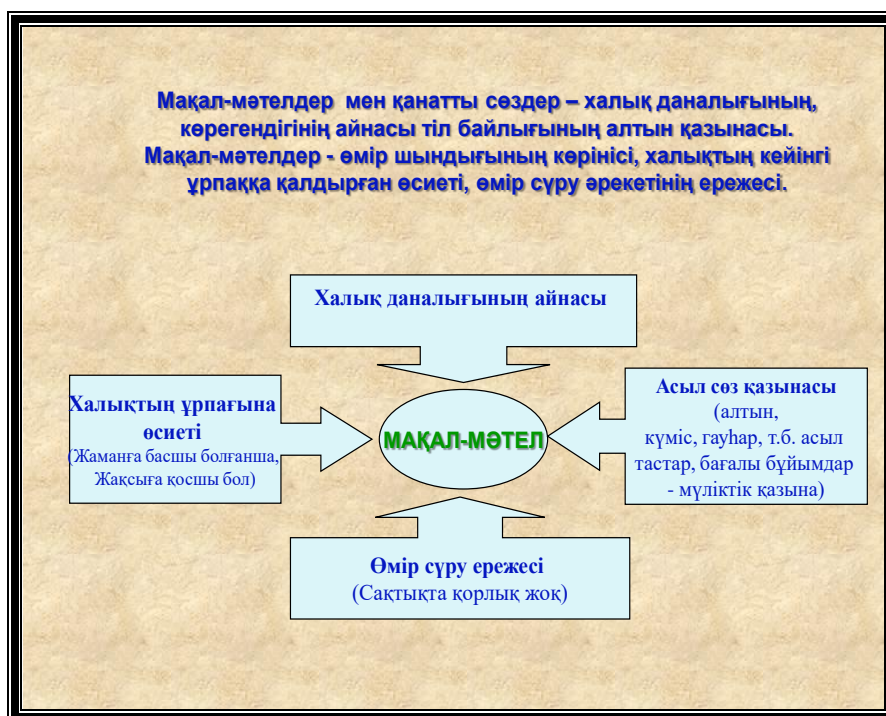 Мақал-мәтелдер мен қанатты сөздер – халық даналығының,
көрегендігінің айнасы тіл байлығының алтын қазынасы.
Мақал-мәтелдер - өмір шындығының көрінісі, халықтың кейінгі
ұрпаққа қалдырған өсиеті, өмір сүру әрекетінің ережесі.
Халық даналығының айнасы
Халықтың ұрпағына
өсиеті
(Жаманға басшы болғанша,
Жақсыға қосшы бол)
МАҚАЛ-МӘТЕЛ
Асыл сөз қазынасы
(алтын,
күміс, гауһар, т.б. асыл
тастар, бағалы бұйымдар
- мүліктік қазына)
Өмір сүру ережесі
(Сақтықта қорлық жоқ)